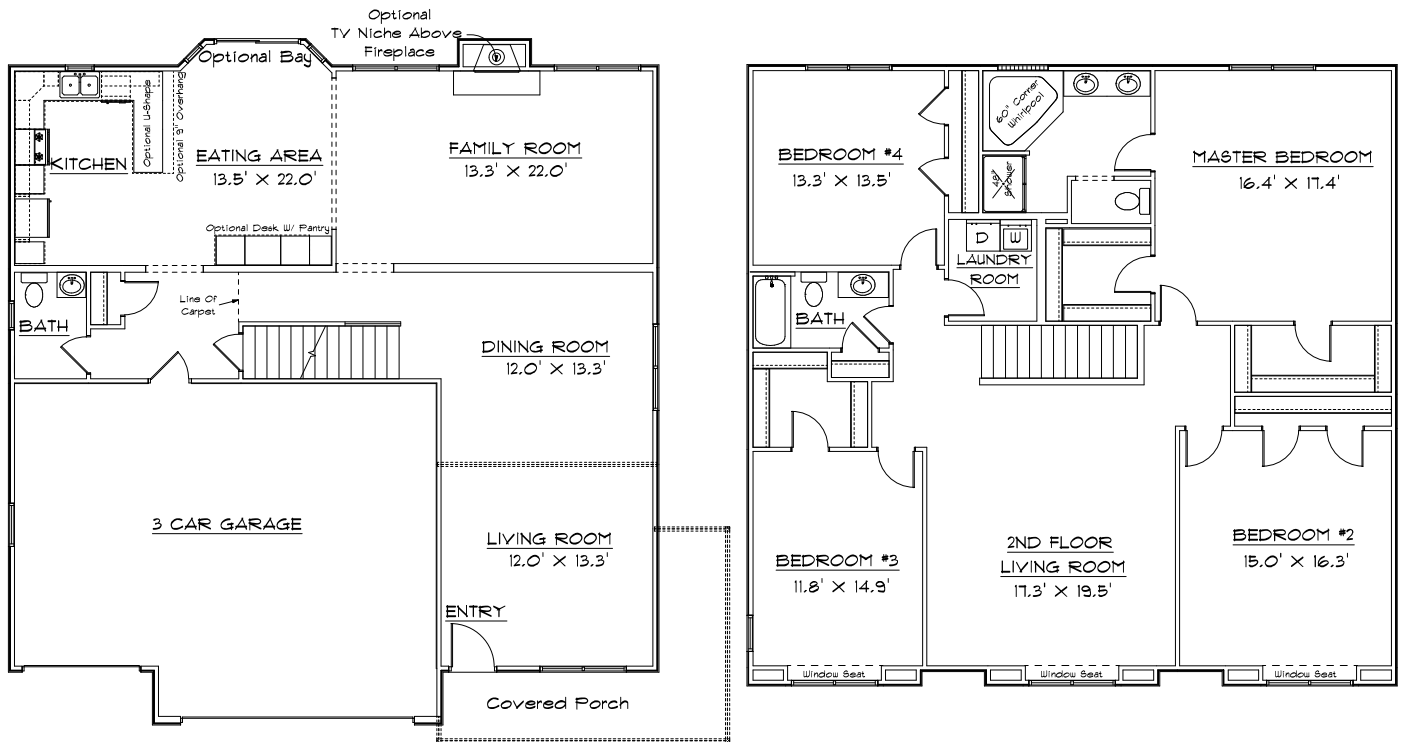 Optional
TV Niche Above
Fireplace
Optional Bay
Optional U-Shape
Optional 9" Overhang
KITCHEN
EATING AREA
13.5' X 22.0'
FAMILY ROOM
13.3' X 22.0'
Optional Desk W/ Pantry
Line Of
Carpet
BATH
DINING ROOM
12.0' X 13.3'
3 CAR GARAGE
LIVING ROOM
12.0' X 13.3'
ENTRY
Covered Porch
BEDROOM #4
13.3' X 13.5'
60" Corner
Whirlpool
48"
Shower
MASTER BEDROOM
16.4' X 17.4'
D
W
LAUNDRY
ROOM
BATH
BEDROOM #3
11.8' X 14.9'
2ND FLOOR
LIVING ROOM
17.3' X 19.5'
BEDROOM #2
15.0' X 16.3'
Window Seat
Window Seat
Window Seat